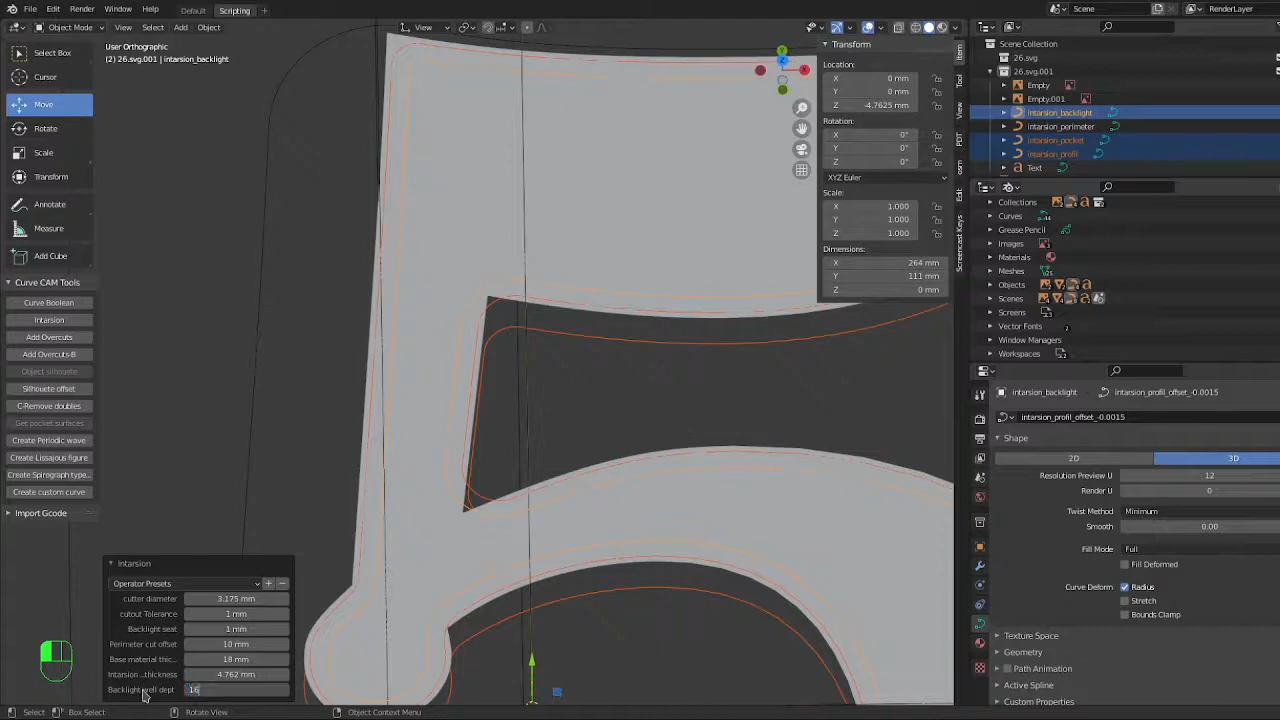 File Edit Render Window Help Default Scripting + Scene RenderLayer
Object Mode View Select Add Object View
Select Box
Cursor
Move
Rotate
Scale
Transform
Annotate
Measure
Add Cube
User Orthographic
(2) 26.svg.001 | intarsion_backlight
Curve CAM Tools
Curve Boolean
Intarsion
Add Overcuts
Add Overcuts-B
Object silhouete
Silhouete offset
C-Remove doubles
Get pocket surfaces
Create Periodic wave
Create Lissajous figure
Create Spirograph type...
Create custom curve
Import Gcode
Y
Z
X
Transform
Location:
X 0 mm
Y 0 mm
Z -4.7625 mm
Rotation:
X 0°
Y 0°
Z 0°
XYZ Euler
Scale:
X 1.000
Y 1.000
Z 1.000
Dimensions:
X 264 mm
Y 111 mm
Z 0 mm
Item
Tool
View
PDT
osm
Edit
Screencast Keys
Scene Collection
26.svg
26.svg.001
Empty
Empty.001
intarsion_backlight
intarsion_perimeter
intarsion_pocket
intarsion_profil
Text
Collections
Curves
Grease Pencil
Images
Materials
Meshes
Objects
Scenes
Screens
Vector Fonts
Window Managers
Workspaces
intarsion_backlight intarsion_profil_offset_-0.0015
intarsion_profil_offset_-0.0015
Shape
2D 3D
Resolution Preview U 12
Render U 0
Twist Method Minimum
Smooth 0.00
Fill Mode Full
Fill Deformed
Curve Deform Radius
Stretch
Bounds Clamp
Texture Space
Geometry
Path Animation
Active Spline
Custom Properties
Intarsion
Operator Presets + −
cutter diameter 3.175 mm
cutout Tolerance 1 mm
Backlight seat 1 mm
Perimeter cut offset 10 mm
Base material thic... 18 mm
Intarsion ...thickness 4.762 mm
Backlight well dept 16
Select Box Select Rotate View Object Context Menu